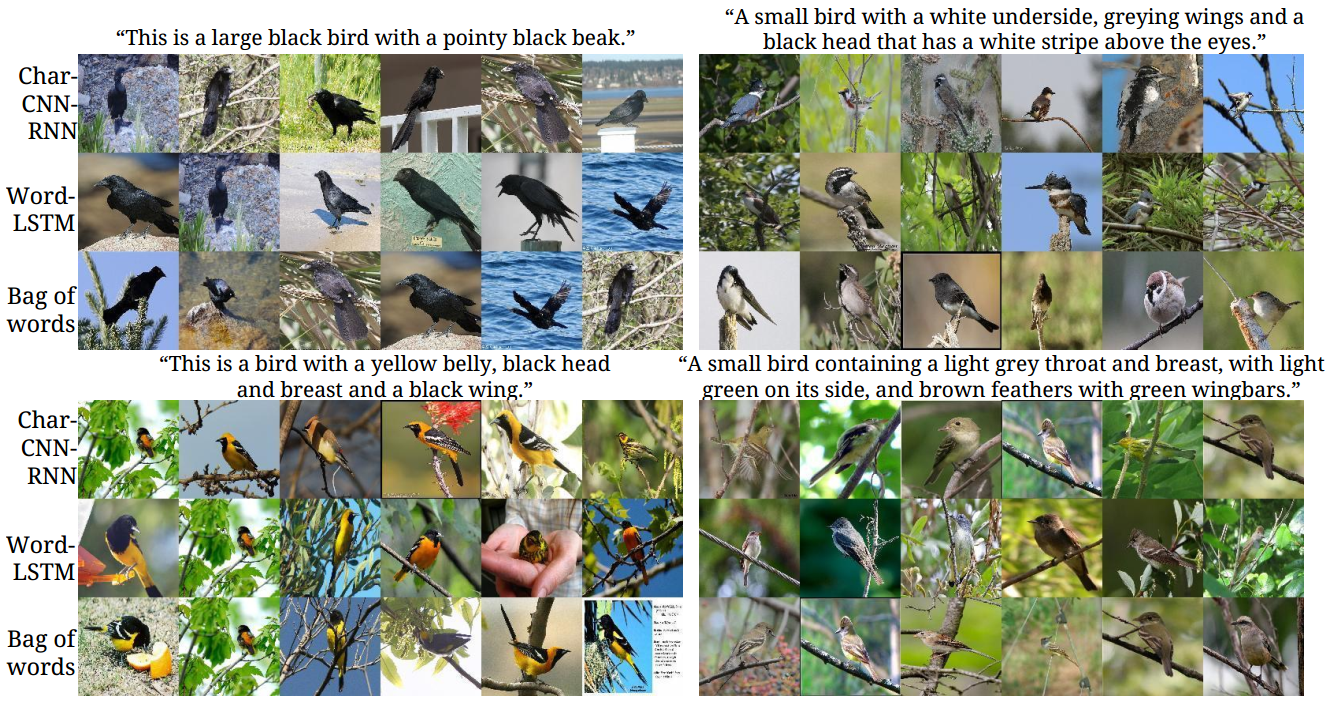 “This is a large black bird with a pointy black beak.”
Char-
CNN-
RNN
Word-
LSTM
Bag of
words
“A small bird with a white underside, greying wings and a
black head that has a white stripe above the eyes.”
“This is a bird with a yellow belly, black head
and breast and a black wing.”
Char-
CNN-
RNN
Word-
LSTM
Bag of
words
“A small bird containing a light grey throat and breast, with light
green on its side, and brown feathers with green wingbars.”